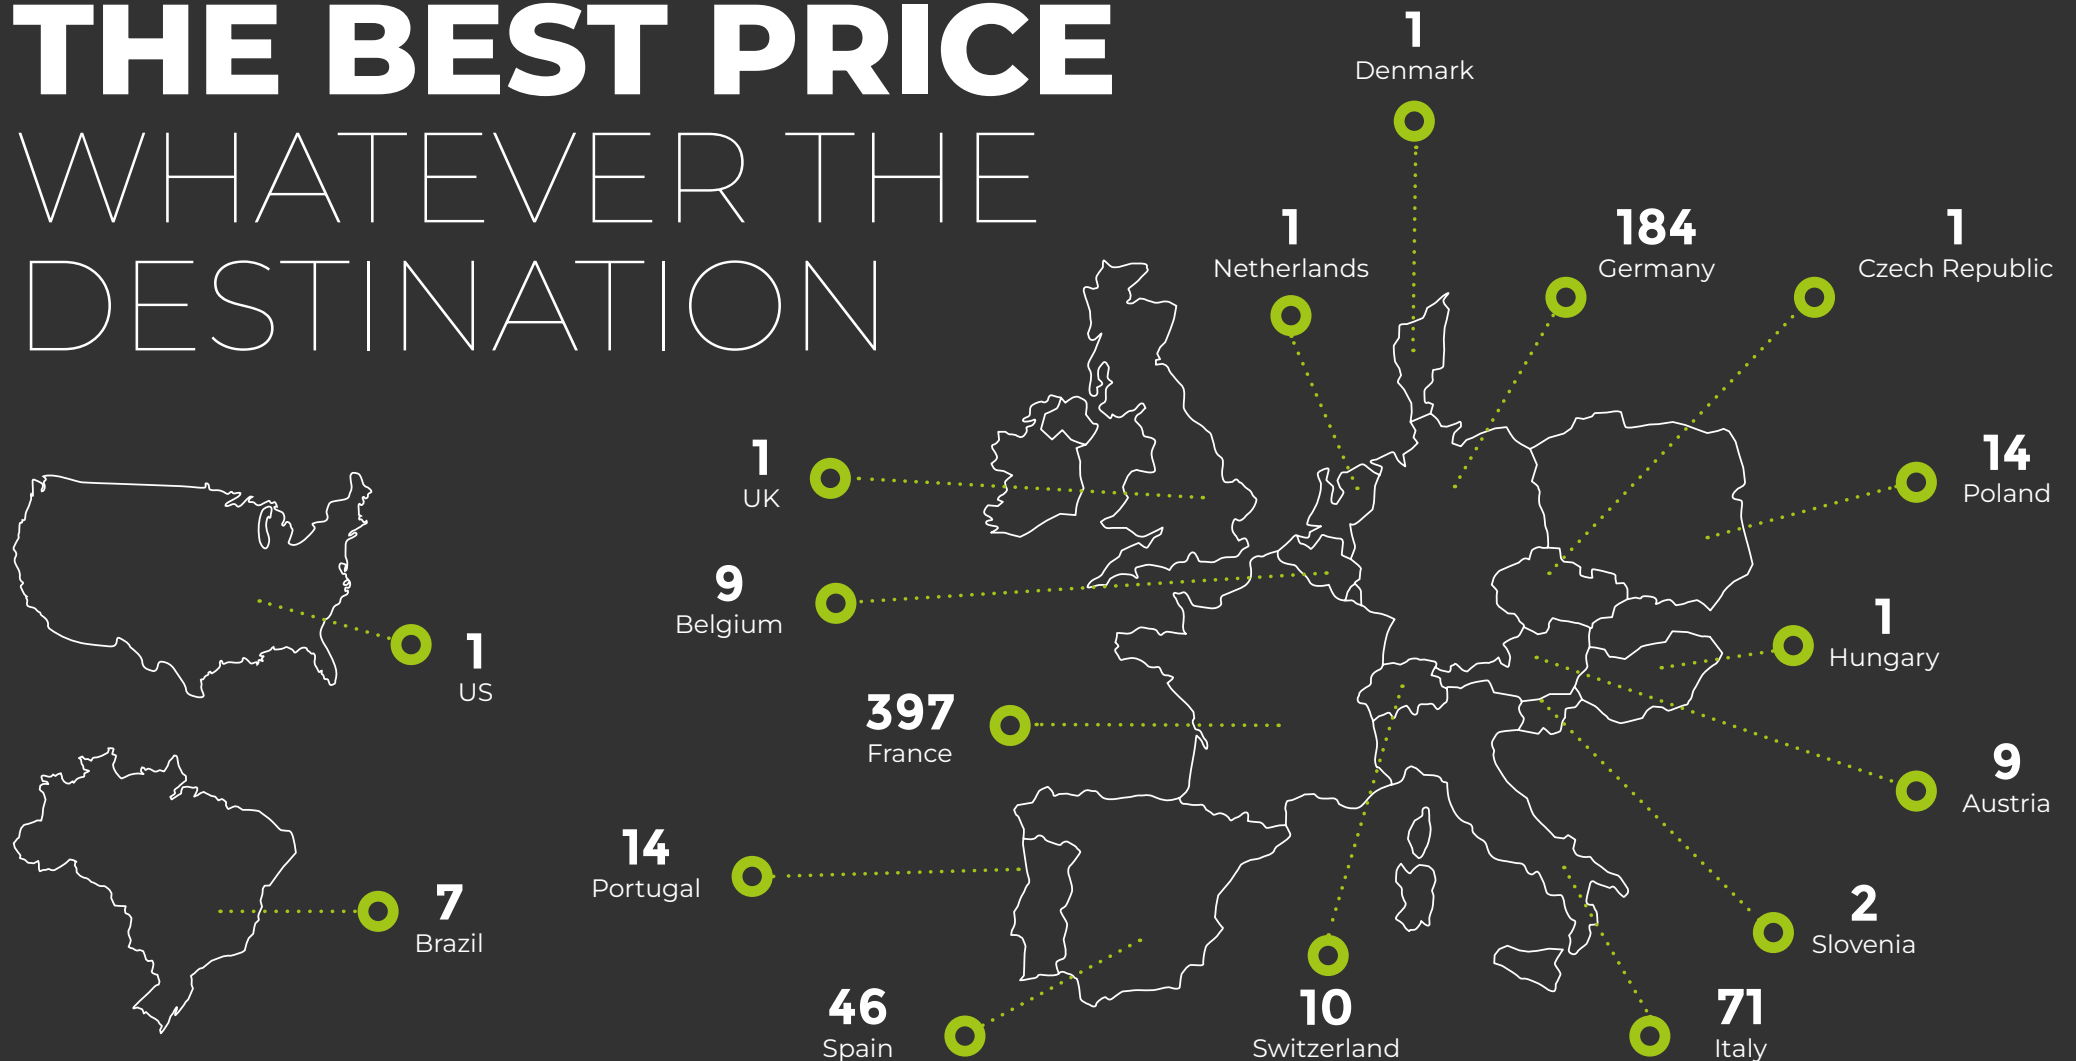 THE BEST PRICE
WHATEVER THE
DESTINATION
1
Denmark
1
Netherlands
184
Germany
1
Czech Republic
1
UK
14
Poland
9
Belgium
1
US
1
Hungary
397
France
9
Austria
14
Portugal
7
Brazil
2
Slovenia
46
Spain
10
Switzerland
71
Italy